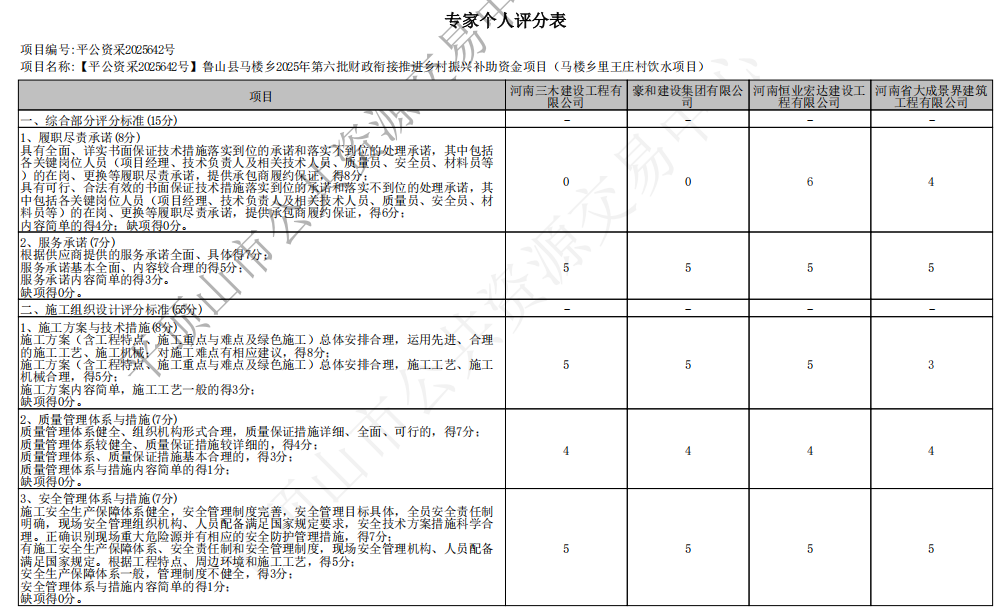 专家个人评分表
项目编号:平公资采2025642号
项目名称:【平公资采2025642号】鲁山县马楼乡2025年第六批财政衔接推进乡村振兴补助资金项目（马楼乡里王庄村饮水项目）
项目
河南三木建设工程有限公司
豪和建设集团有限公司
河南恒业宏达建设工程有限公司
河南省大成景界建筑工程有限公司
一、综合部分评分标准(15分) – – – –
1、履职尽责承诺(8分)
具有全面、详实书面保证技术措施落实到位的承诺和落实不到位的处理承诺，其中包括
各关键岗位人员（项目经理、技术负责人及相关技术人员、质量员、安全员、材料员等
）的在岗、更换等履职尽责承诺，提供承包商履约保证，得8分；
具有可行、合法有效的书面保证技术措施落实到位的承诺和落实不到位的处理承诺，其
中包括各关键岗位人员（项目经理、技术负责人及相关技术人员、质量员、安全员、材
料员等）的在岗、更换等履职尽责承诺，提供承包商履约保证，得6分；
内容简单的得4分；缺项得0分。
0 0 6 4
2、服务承诺(7分)
根据供应商提供的服务承诺全面、具体得7分；
服务承诺基本全面、内容较合理的得5分；
服务承诺内容简单的得3分。
缺项得0分。
5 5 5 5
二、施工组织设计评分标准(55分) – – – –
1、施工方案与技术措施(8分)
施工方案（含工程特点、施工重点与难点及绿色施工）总体安排合理，运用先进、合理
的施工工艺、施工机械；对施工难点有相应建议，得8分；
施工方案（含工程特点、施工重点与难点及绿色施工）总体安排合理，施工工艺、施工
机械合理，得5分；
施工方案内容简单，施工工艺一般的得3分；
缺项得0分。
5 5 5 3
2、质量管理体系与措施(7分)
质量管理体系健全、组织机构形式合理，质量保证措施详细、全面、可行的，得7分；
质量管理体系较健全、质量保证措施较详细的，得4分；
质量管理体系、质量保证措施基本合理的，得3分；
质量管理体系与措施内容简单的得1分；
缺项得0分。
4 4 4 4
3、安全管理体系与措施(7分)
施工安全生产保障体系健全，安全管理制度完善，安全管理目标具体，全员安全责任制
明确，现场安全管理组织机构、人员配备满足国家规定要求，安全技术方案措施科学合
理。正确识别现场重大危险源并有相应的安全防护管理措施，得7分；
有施工安全生产保障体系、安全责任制和安全管理制度，现场安全管理机构、人员配备
满足国家规定。根据工程特点、周边环境和施工工艺，得5分；
安全生产保障体系一般，管理制度不健全，得3分；
安全管理体系与措施内容简单的得1分；
缺项得0分。
5 5 5 5
平顶山市公共资源交易中心
平顶山市公共资源交易中心